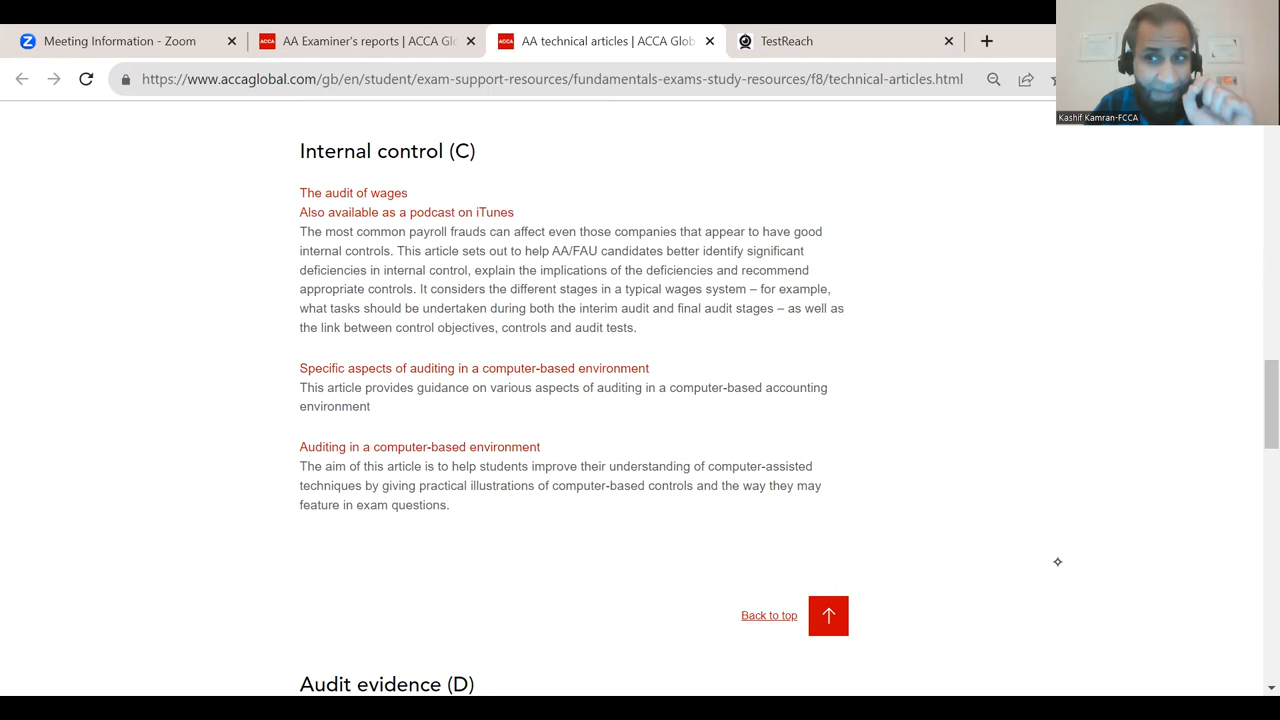 Meeting Information - Zoom
ACCA AA Examiner's reports | ACCA Gl
ACCA AA technical articles | ACCA Glob
TestReach
https://www.accaglobal.com/gb/en/student/exam-support-resources/fundamentals-exams-study-resources/f8/technical-articles.html
Kashif Kamran-FCCA
Internal control (C)
The audit of wages
Also available as a podcast on iTunes
The most common payroll frauds can affect even those companies that appear to have good
internal controls. This article sets out to help AA/FAU candidates better identify significant
deficiencies in internal control, explain the implications of the deficiencies and recommend
appropriate controls. It considers the different stages in a typical wages system – for example,
what tasks should be undertaken during both the interim audit and final audit stages – as well as
the link between control objectives, controls and audit tests.
Specific aspects of auditing in a computer-based environment
This article provides guidance on various aspects of auditing in a computer-based accounting
environment
Auditing in a computer-based environment
The aim of this article is to help students improve their understanding of computer-assisted
techniques by giving practical illustrations of computer-based controls and the way they may
feature in exam questions.
Back to top
Audit evidence (D)